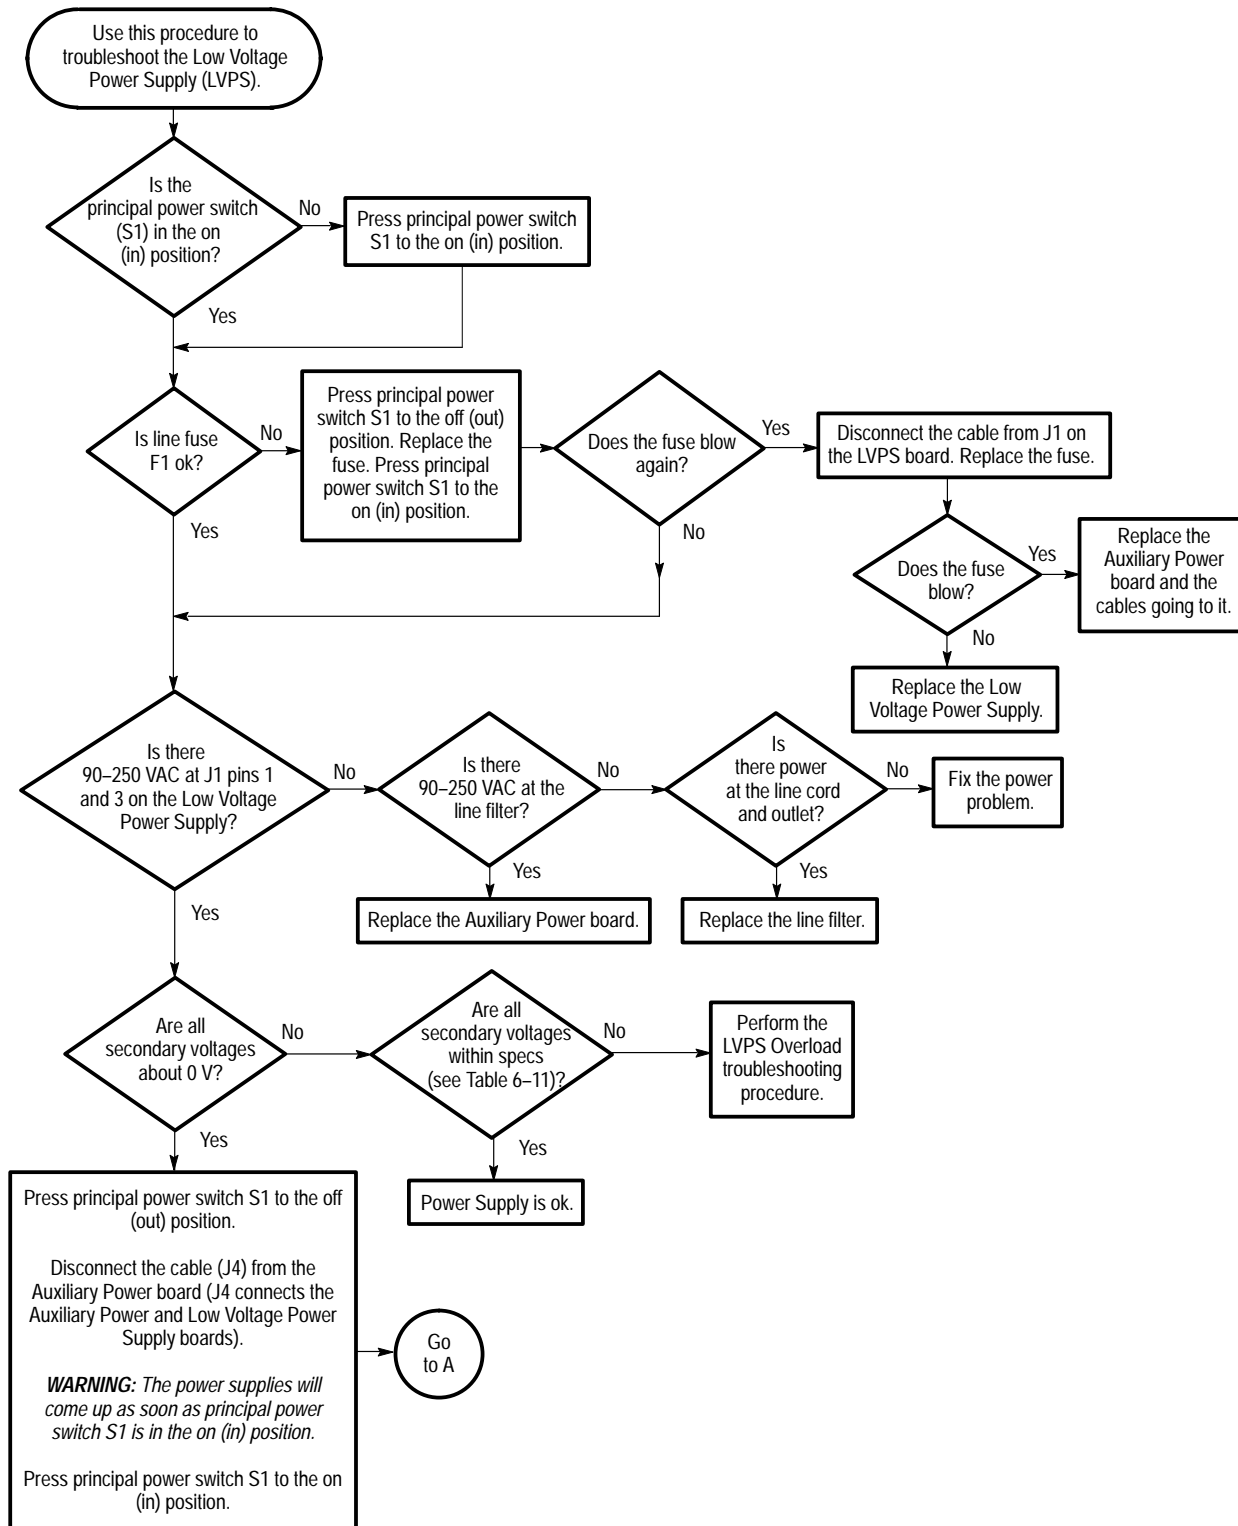 Use this procedure to
troubleshoot the Low Voltage
Power Supply (LVPS).
Is the
principal power switch
(S1) in the on
(in) position?
No
Press principal power switch
S1 to the on (in) position.
Yes
Is line fuse
F1 ok?
No
Press principal power
switch S1 to the off (out)
position. Replace the
fuse. Press principal
power switch S1 to the
on (in) position.
Does the fuse blow
again?
Yes
Disconnect the cable from J1 on
the LVPS board. Replace the fuse.
Yes
No
Does the fuse
blow?
Yes
Replace the
Auxiliary Power
board and the
cables going to it.
No
Replace the Low
Voltage Power Supply.
Is there
90–250 VAC at J1 pins 1
and 3 on the Low Voltage
Power Supply?
No
Is there
90–250 VAC at the
line filter?
No
Is
there power
at the line cord
and outlet?
No
Fix the power
problem.
Yes
Yes
Yes
Replace the Auxiliary Power board.
Replace the line filter.
Are all
secondary voltages
about 0 V?
No
Are all
secondary voltages
within specs
(see Table 6–11)?
No
Perform the
LVPS Overload
troubleshooting
procedure.
Yes
Yes
Power Supply is ok.
Press principal power switch S1 to the off
(out) position.
Disconnect the cable (J4) from the
Auxiliary Power board (J4 connects the
Auxiliary Power and Low Voltage Power
Supply boards).
WARNING: The power supplies will
come up as soon as principal power
switch S1 is in the on (in) position.
Press principal power switch S1 to the on
(in) position.
Go
to A